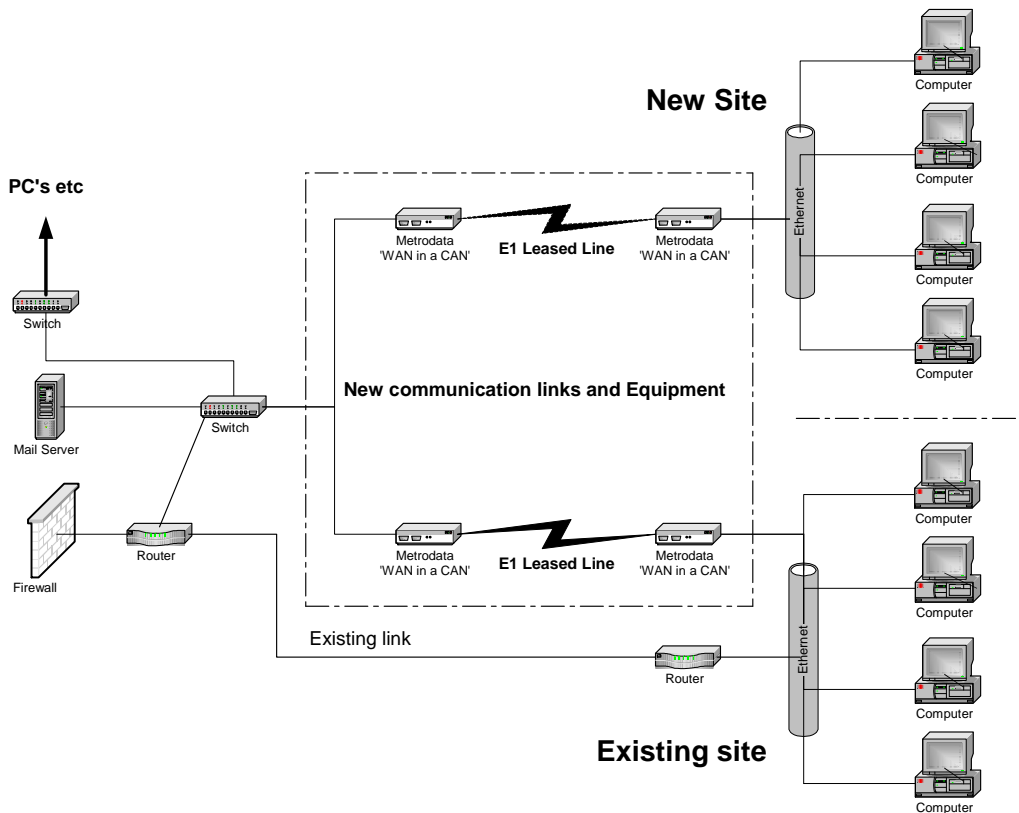 Computer
New Site
Computer
PC's etc
Ethernet
Metrodata
'WAN in a CAN'
E1 Leased Line
Metrodata
'WAN in a CAN'
Computer
Switch
Computer
New communication links and Equipment
Switch
Mail Server
Computer
Metrodata
'WAN in a CAN'
E1 Leased Line
Metrodata
'WAN in a CAN'
Router
Firewall
Computer
Ethernet
Existing link
Router
Computer
Existing site
Computer